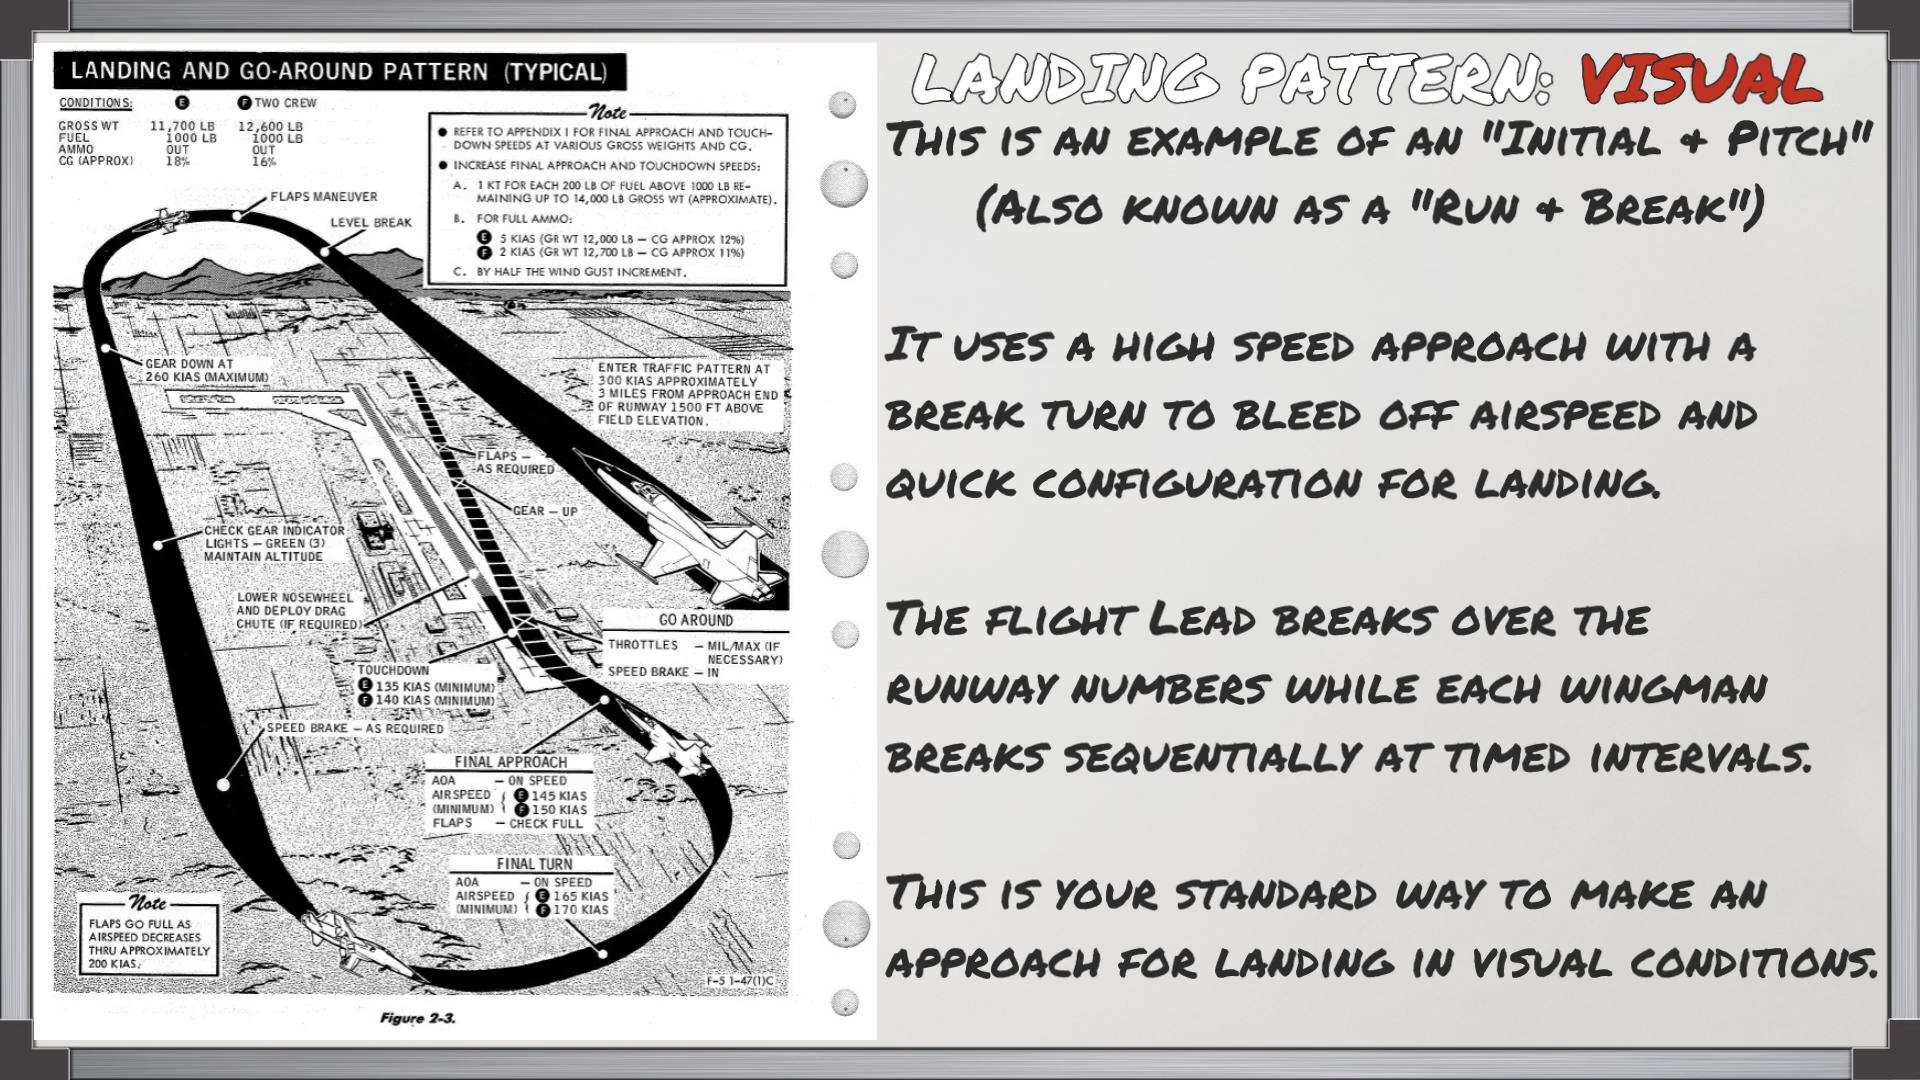 LANDING AND GO-AROUND PATTERN (TYPICAL)
CONDITIONS: E F TWO CREW
GROSS WT 11,700 LB 12,600 LB
FUEL 1000 LB 1000 LB
AMMO OUT OUT
CG (APPROX) 18% 16%
Note
● REFER TO APPENDIX I FOR FINAL APPROACH AND TOUCH-
DOWN SPEEDS AT VARIOUS GROSS WEIGHTS AND CG.
● INCREASE FINAL APPROACH AND TOUCHDOWN SPEEDS:
A. 1 KT FOR EACH 200 LB OF FUEL ABOVE 1000 LB RE-
MAINING UP TO 14,000 LB GROSS WT (APPROXIMATE).
B. FOR FULL AMMO:
E 5 KIAS (GR WT 12,000 LB — CG APPROX 12%)
F 2 KIAS (GR WT 12,700 LB — CG APPROX 11%)
C. BY HALF THE WIND GUST INCREMENT.
FLAPS MANEUVER
LEVEL BREAK
GEAR DOWN AT
260 KIAS (MAXIMUM)
ENTER TRAFFIC PATTERN AT
300 KIAS APPROXIMATELY
3 MILES FROM APPROACH END
OF RUNWAY 1500 FT ABOVE
FIELD ELEVATION.
FLAPS —
AS REQUIRED
GEAR — UP
CHECK GEAR INDICATOR
LIGHTS — GREEN (3)
MAINTAIN ALTITUDE
LOWER NOSEWHEEL
AND DEPLOY DRAG
CHUTE (IF REQUIRED)
GO AROUND
THROTTLES — MIL/MAX (IF
NECESSARY)
SPEED BRAKE — IN
TOUCHDOWN
E 135 KIAS (MINIMUM)
F 140 KIAS (MINIMUM)
SPEED BRAKE — AS REQUIRED
FINAL APPROACH
AOA — ON SPEED
AIRSPEED E 145 KIAS
(MINIMUM) F 150 KIAS
FLAPS — CHECK FULL
FINAL TURN
AOA — ON SPEED
AIRSPEED E 165 KIAS
(MINIMUM) F 170 KIAS
Note
FLAPS GO FULL AS
AIRSPEED DECREASES
THRU APPROXIMATELY
200 KIAS.
F-5 1-47(1)C
Figure 2-3.
LANDING PATTERN: VISUAL
THIS IS AN EXAMPLE OF AN "INITIAL + PITCH"
(ALSO KNOWN AS A "RUN + BREAK")
IT USES A HIGH SPEED APPROACH WITH A
BREAK TURN TO BLEED OFF AIRSPEED AND
QUICK CONFIGURATION FOR LANDING.
THE FLIGHT LEAD BREAKS OVER THE
RUNWAY NUMBERS WHILE EACH WINGMAN
BREAKS SEQUENTIALLY AT TIMED INTERVALS.
THIS IS YOUR STANDARD WAY TO MAKE AN
APPROACH FOR LANDING IN VISUAL CONDITIONS.